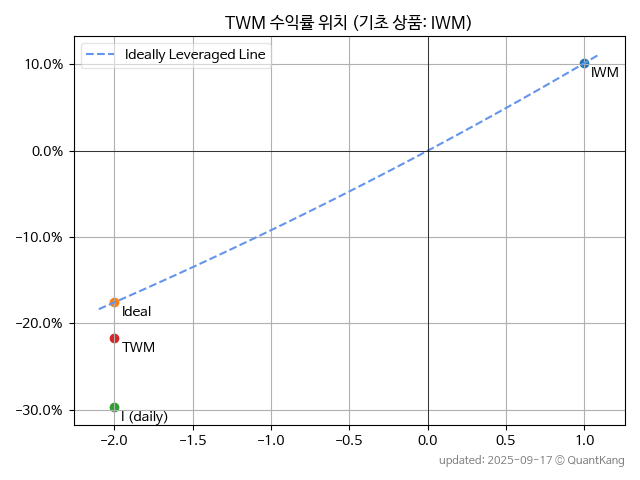 TWM 수익률 위치 (기초 상품: IWM)
Ideally Leveraged Line
10.0%
0.0%
-10.0%
-20.0%
-30.0%
IWM
Ideal
TWM
I (daily)
-2.0
-1.5
-1.0
-0.5
0.0
0.5
1.0
updated: 2025-09-17 © QuantKang